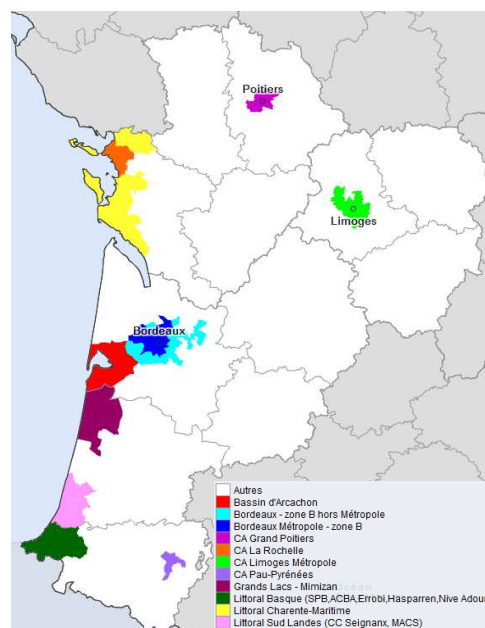 Poitiers
Limoges
Bordeaux
Autres
Bassin d'Arcachon
Bordeaux - zone B hors Métropole
Bordeaux Métropole - zone B
CA Grand Poitiers
CA La Rochelle
CA Limoges Métropole
CA Pau-Pyrénées
Grands Lacs - Mimizan
Littoral Basque (SPB,ACBA,Errobi,Hasparren,Nive Adour
Littoral Charente-Maritime
Littoral Sud Landes (CC Seignanx, MACS)